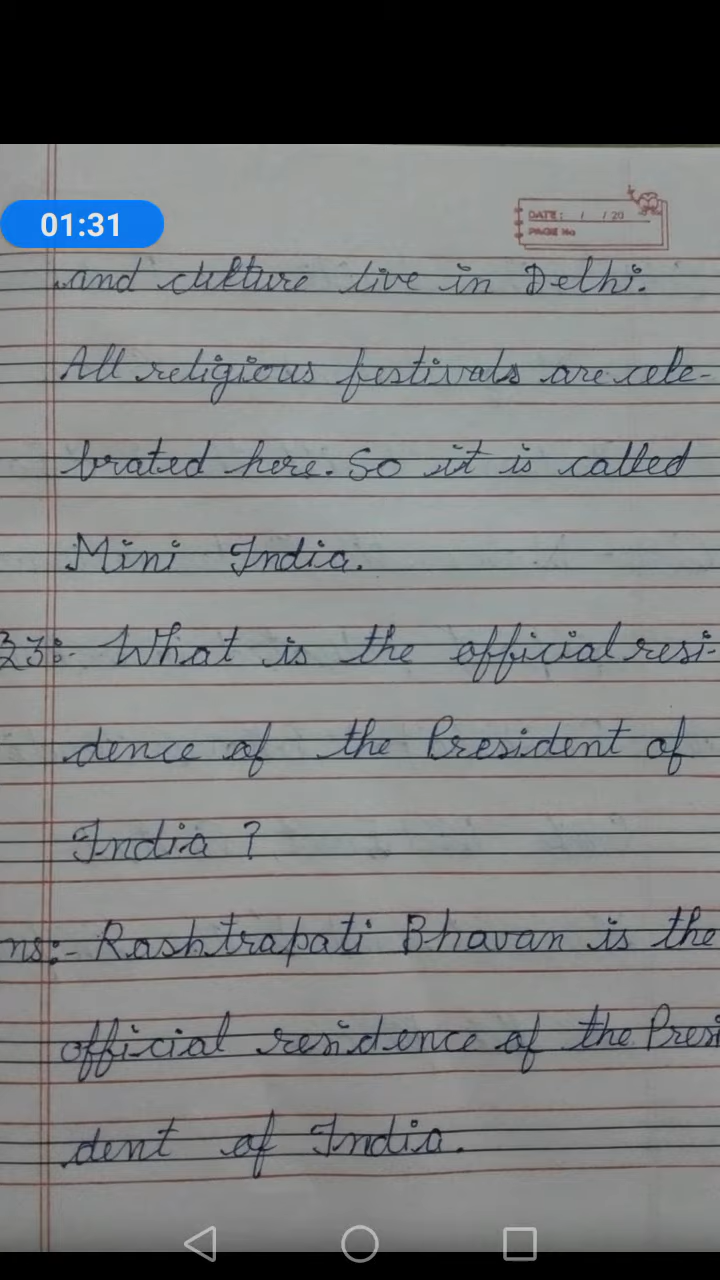 01:31
DATE: / /20
PAGE No
and culture live in Delhi.
All religious festivals are cele-
brated here. So it is called
Mini India.
23:- What is the official resi-
dence of the President of
India ?
ns:- Rashtrapati Bhavan is the
official residence of the Presi
dent of India.